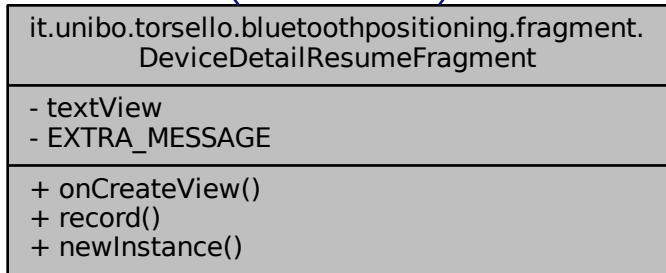 it.unibo.torsello.bluetoothpositioning.fragment.
DeviceDetailResumeFragment
- textView
- EXTRA_MESSAGE
+ onCreateView()
+ record()
+ newInstance()